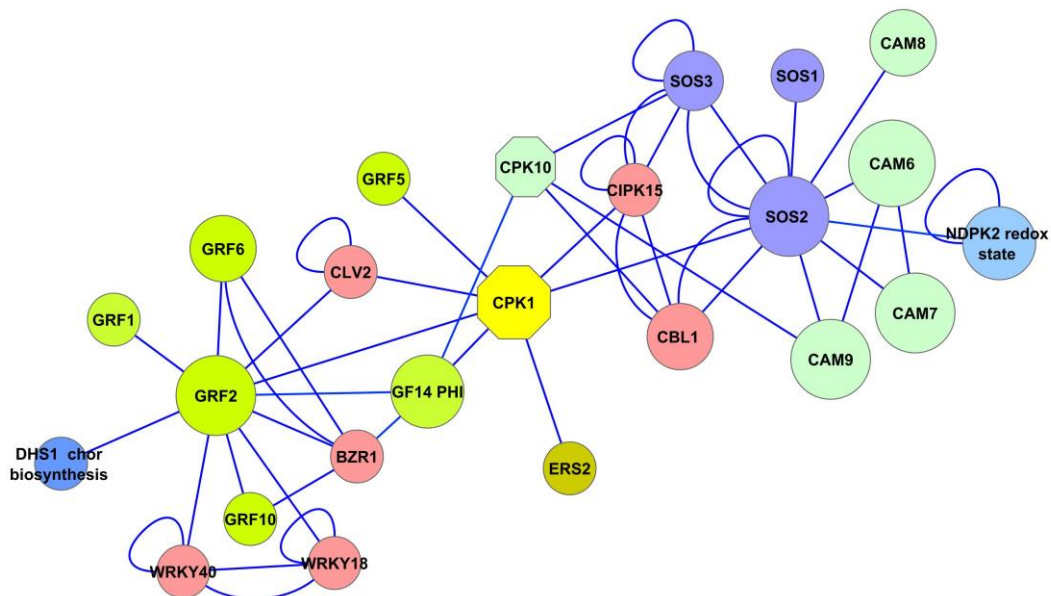 CAM8
SOS3
SOS1
CPK10
CAM6
GRF5
CIPK15
SOS2
NDPK2 redox
state
GRF6
CLV2
CPK1
CAM7
GRF1
CBL1
CAM9
GRF2
GF14 PHI
DHS1 chor
biosynthesis
BZR1
ERS2
GRF10
WRKY40
WRKY18